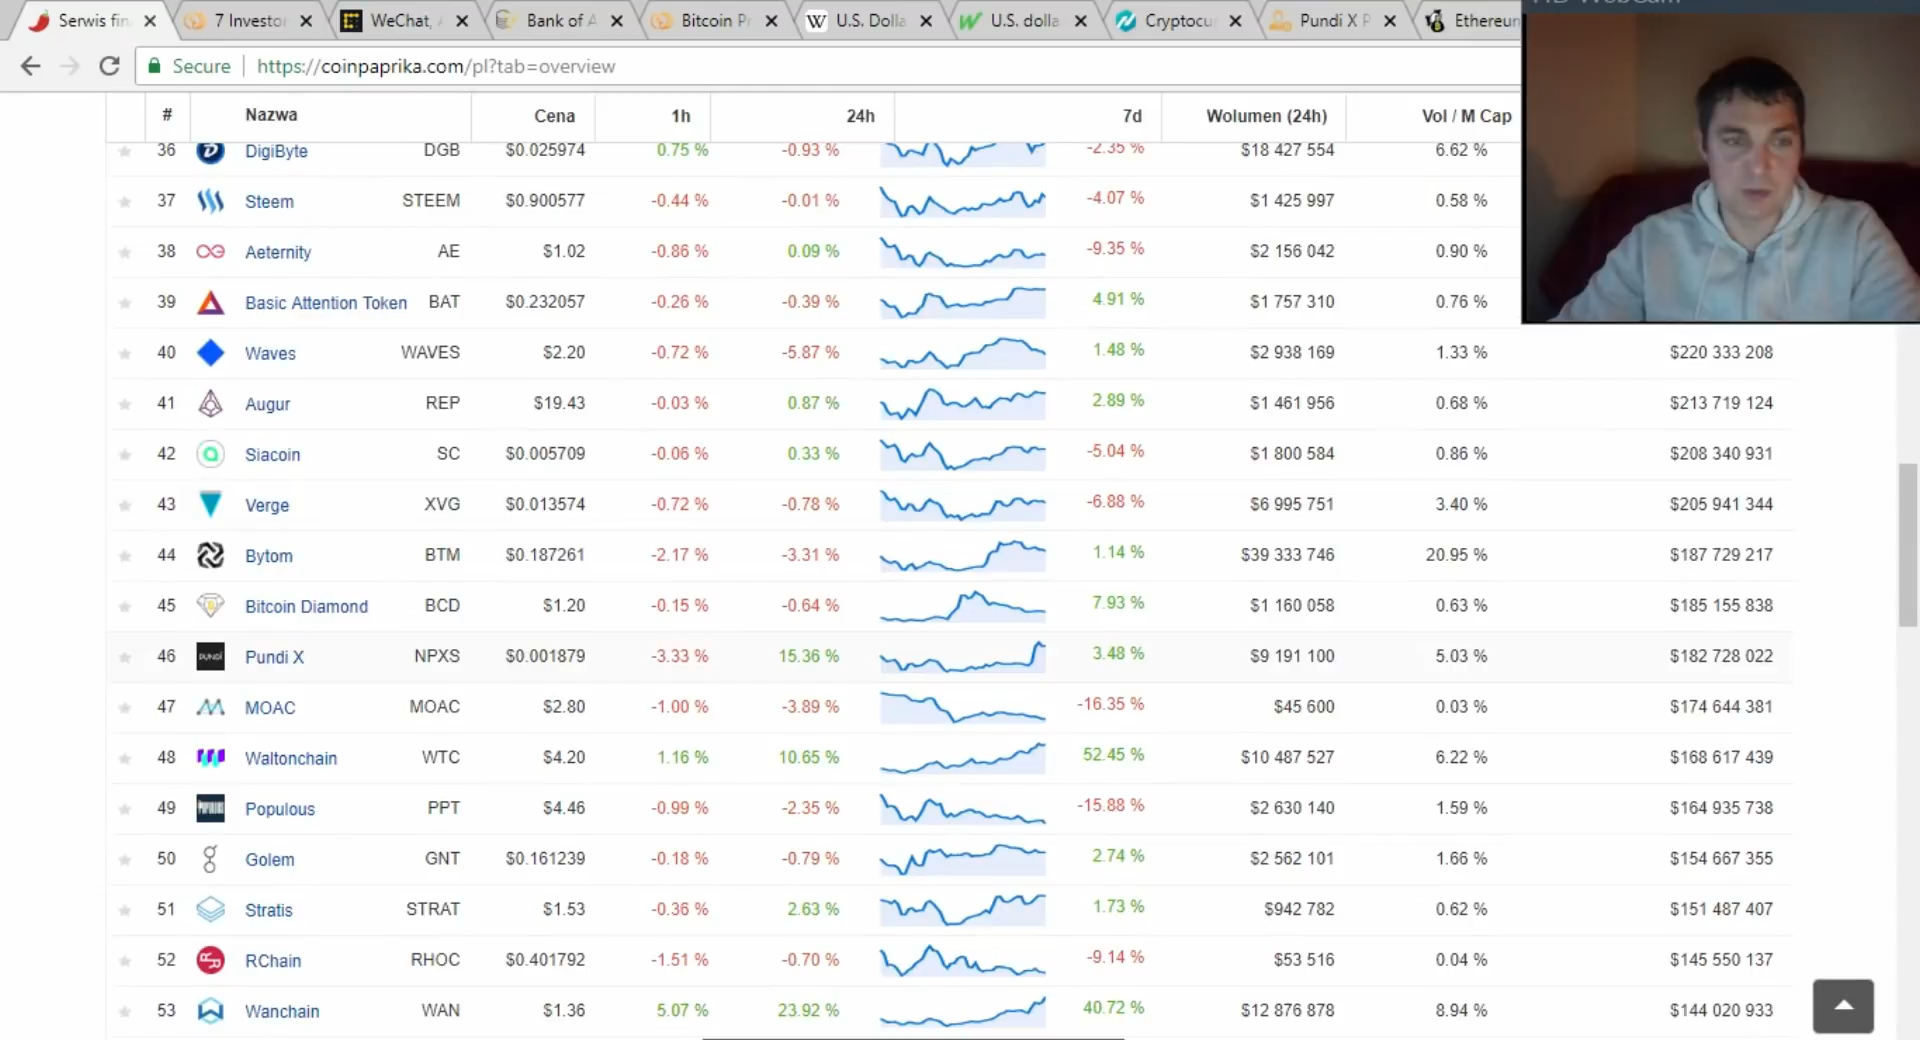 Serwis fin
7 Investo
WeChat,
Bank of A
Bitcoin P
U.S. Dolla
U.S. dolla
Cryptocu
Pundi X P
Ethereun
HD WebCam
Secure https://coinpaprika.com/pl?tab=overview
# Nazwa Cena 1h 24h 7d Wolumen (24h) Vol / M Cap
36 DigiByte DGB $0.025974 0.75 % -0.93 % -2.35 % $18 427 554 6.62 %
37 Steem STEEM $0.900577 -0.44 % -0.01 % -4.07 % $1 425 997 0.58 %
38 Aeternity AE $1.02 -0.86 % 0.09 % -9.35 % $2 156 042 0.90 %
39 Basic Attention Token BAT $0.232057 -0.26 % -0.39 % 4.91 % $1 757 310 0.76 %
40 Waves WAVES $2.20 -0.72 % -5.87 % 1.48 % $2 938 169 1.33 % $220 333 208
41 Augur REP $19.43 -0.03 % 0.87 % 2.89 % $1 461 956 0.68 % $213 719 124
42 Siacoin SC $0.005709 -0.06 % 0.33 % -5.04 % $1 800 584 0.86 % $208 340 931
43 Verge XVG $0.013574 -0.72 % -0.78 % -6.88 % $6 995 751 3.40 % $205 941 344
44 Bytom BTM $0.187261 -2.17 % -3.31 % 1.14 % $39 333 746 20.95 % $187 729 217
45 Bitcoin Diamond BCD $1.20 -0.15 % -0.64 % 7.93 % $1 160 058 0.63 % $185 155 838
46 PUNDI Pundi X NPXS $0.001879 -3.33 % 15.36 % 3.48 % $9 191 100 5.03 % $182 728 022
47 MOAC MOAC $2.80 -1.00 % -3.89 % -16.35 % $45 600 0.03 % $174 644 381
48 Waltonchain WTC $4.20 1.16 % 10.65 % 52.45 % $10 487 527 6.22 % $168 617 439
49 Populous PPT $4.46 -0.99 % -2.35 % -15.88 % $2 630 140 1.59 % $164 935 738
50 Golem GNT $0.161239 -0.18 % -0.79 % 2.74 % $2 562 101 1.66 % $154 667 355
51 Stratis STRAT $1.53 -0.36 % 2.63 % 1.73 % $942 782 0.62 % $151 487 407
52 RChain RHOC $0.401792 -1.51 % -0.70 % -9.14 % $53 516 0.04 % $145 550 137
53 Wanchain WAN $1.36 5.07 % 23.92 % 40.72 % $12 876 878 8.94 % $144 020 933